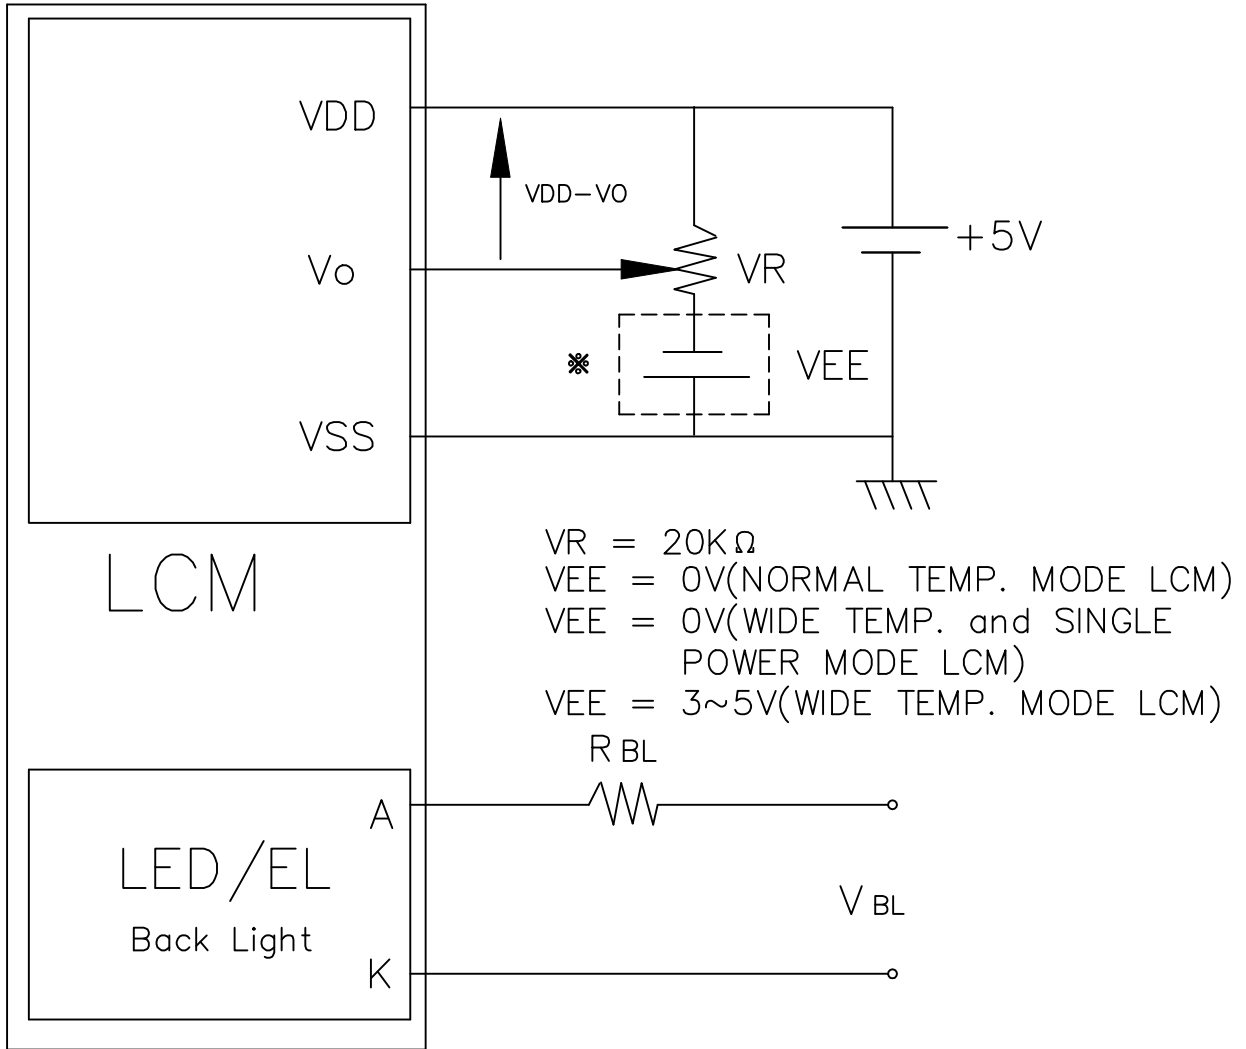 VDD
VDD-VO
+5V
Vo
VR
※
VEE
VSS
LCM
VR = 20KΩ
VEE = 0V(NORMAL TEMP. MODE LCM)
VEE = 0V(WIDE TEMP. and SINGLE
POWER MODE LCM)
VEE = 3~5V(WIDE TEMP. MODE LCM)
R BL
A
LED/EL
Back Light
V BL
K